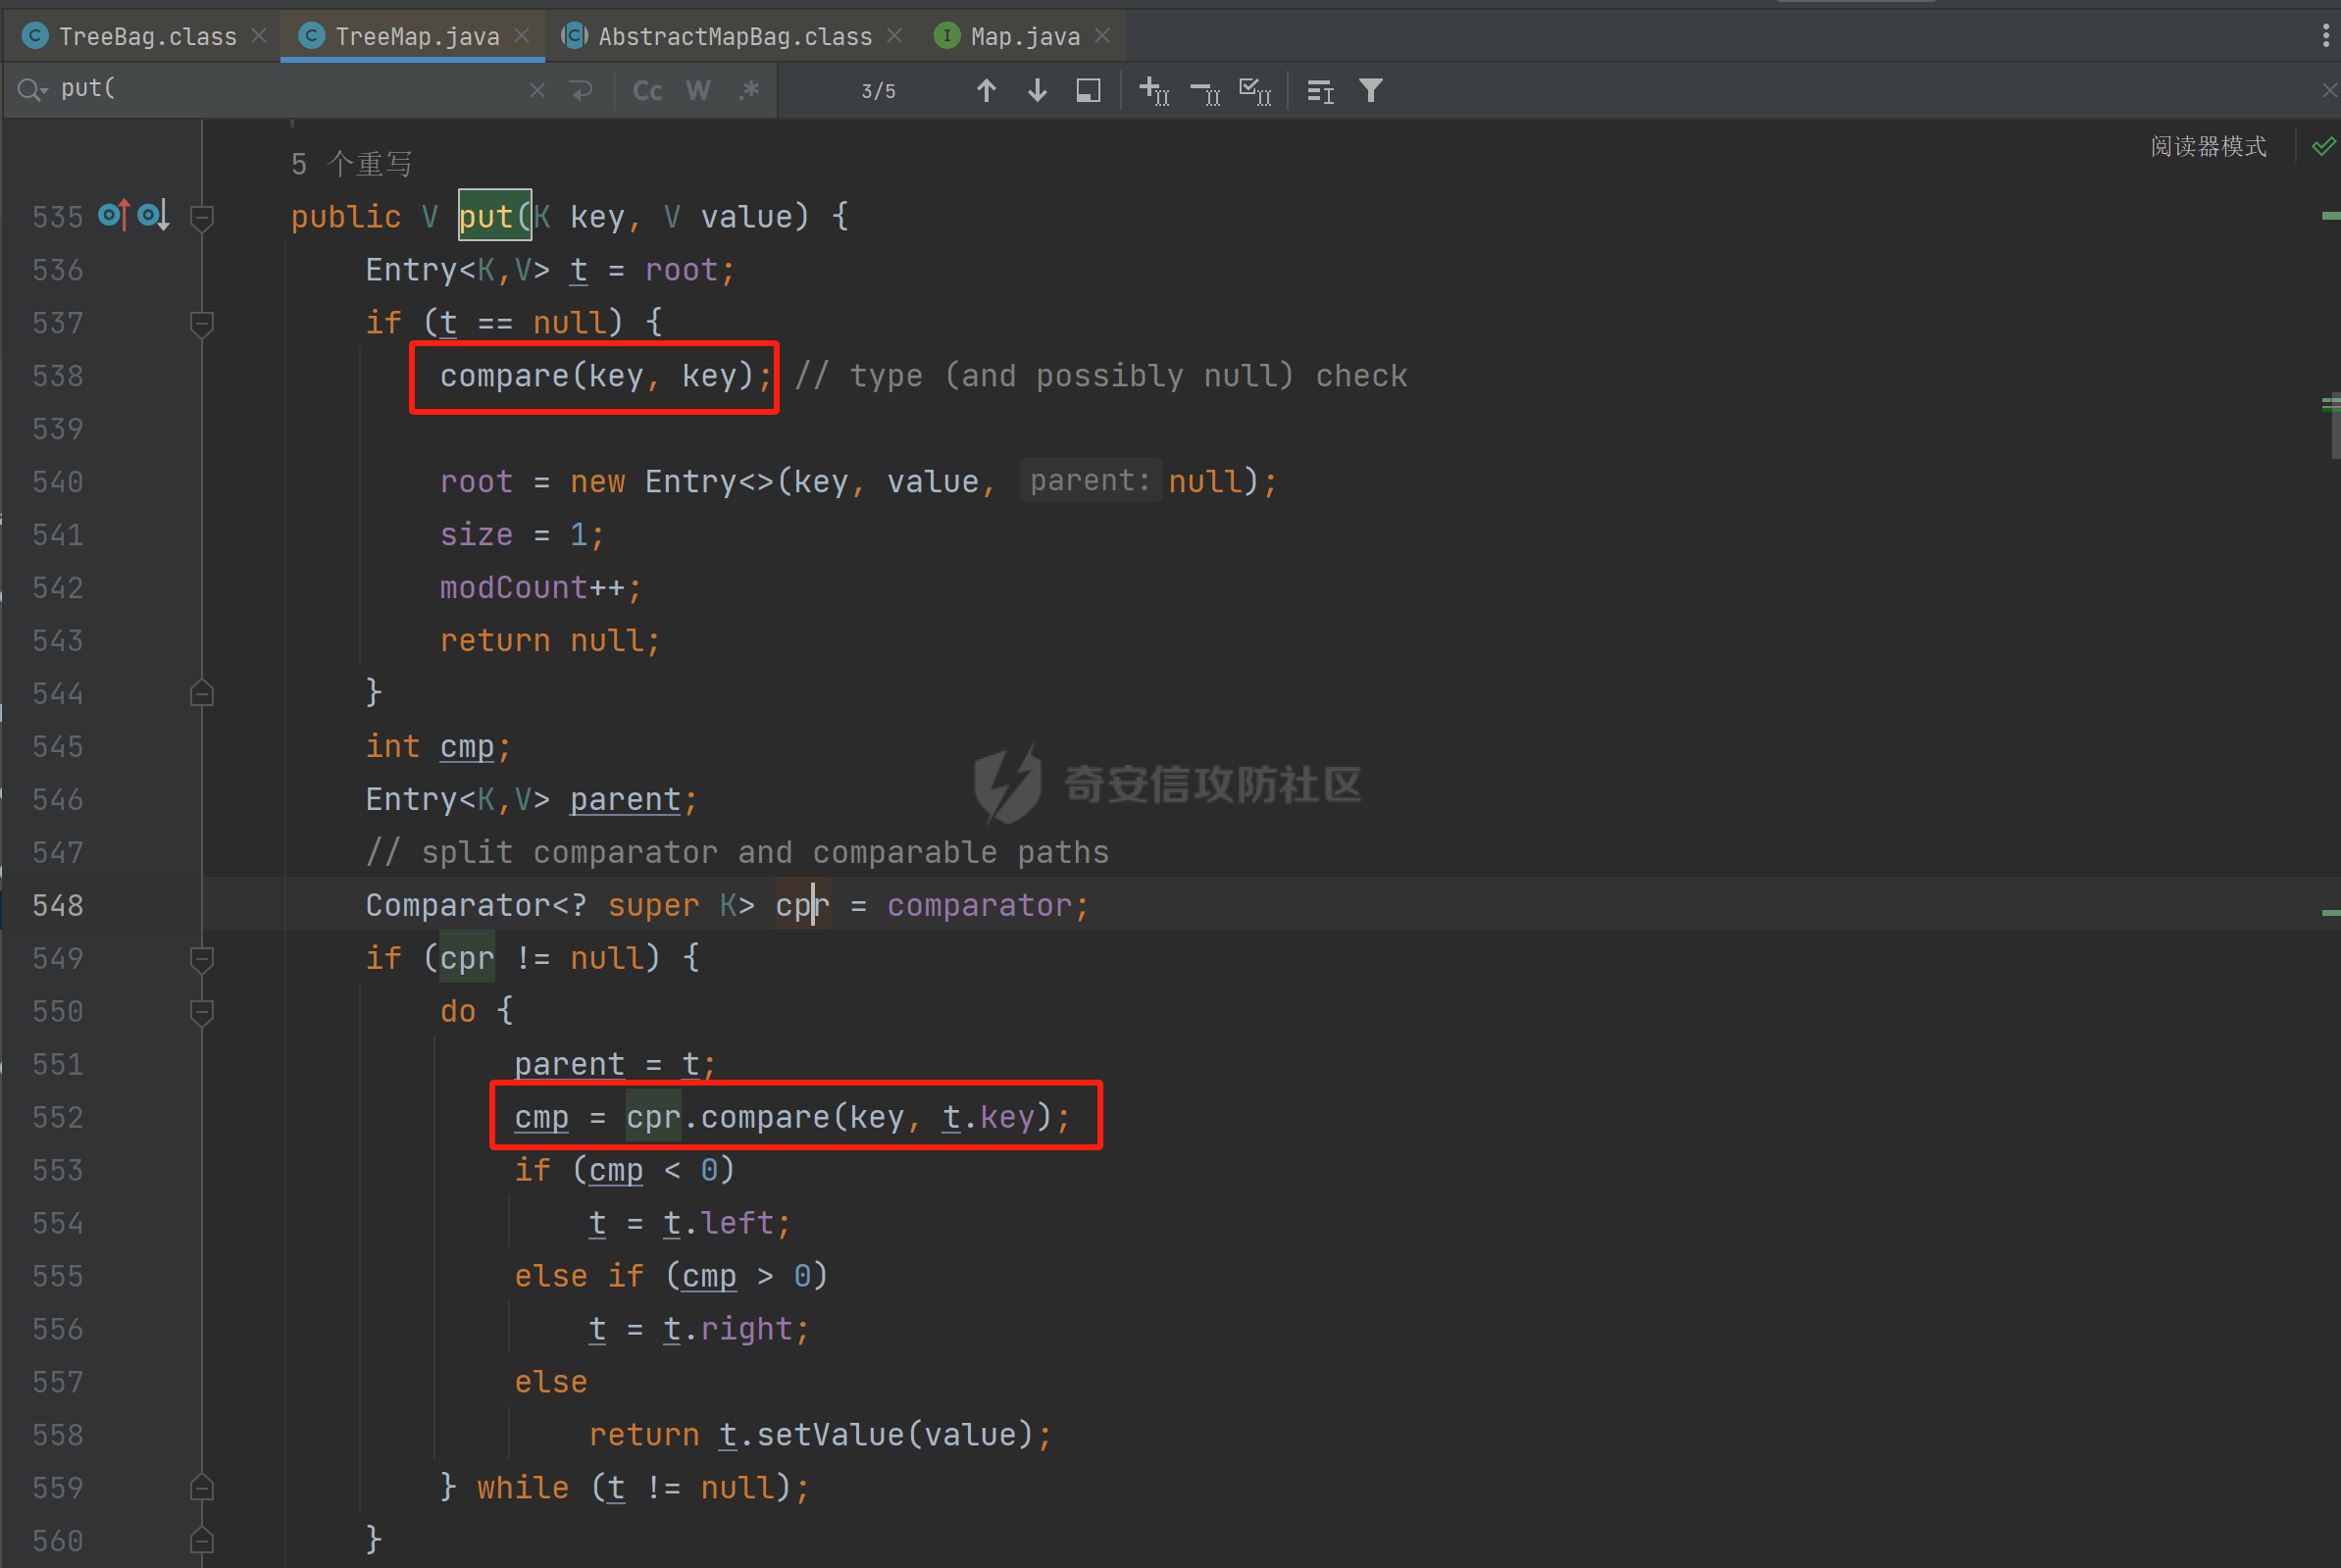 TreeBag.class TreeMap.java AbstractMapBag.class Map.java
put( Cc W .* 3/5
阅读器模式
5 个重写
535 public V put(K key, V value) {
536 Entry<K,V> t = root;
537 if (t == null) {
538 compare(key, key); // type (and possibly null) check
539
540 root = new Entry<>(key, value, parent: null);
541 size = 1;
542 modCount++;
543 return null;
544 }
545 int cmp;
546 Entry<K,V> parent;
547 // split comparator and comparable paths
548 Comparator<? super K> cpr = comparator;
549 if (cpr != null) {
550 do {
551 parent = t;
552 cmp = cpr.compare(key, t.key);
553 if (cmp < 0)
554 t = t.left;
555 else if (cmp > 0)
556 t = t.right;
557 else
558 return t.setValue(value);
559 } while (t != null);
560 }
奇安信攻防社区